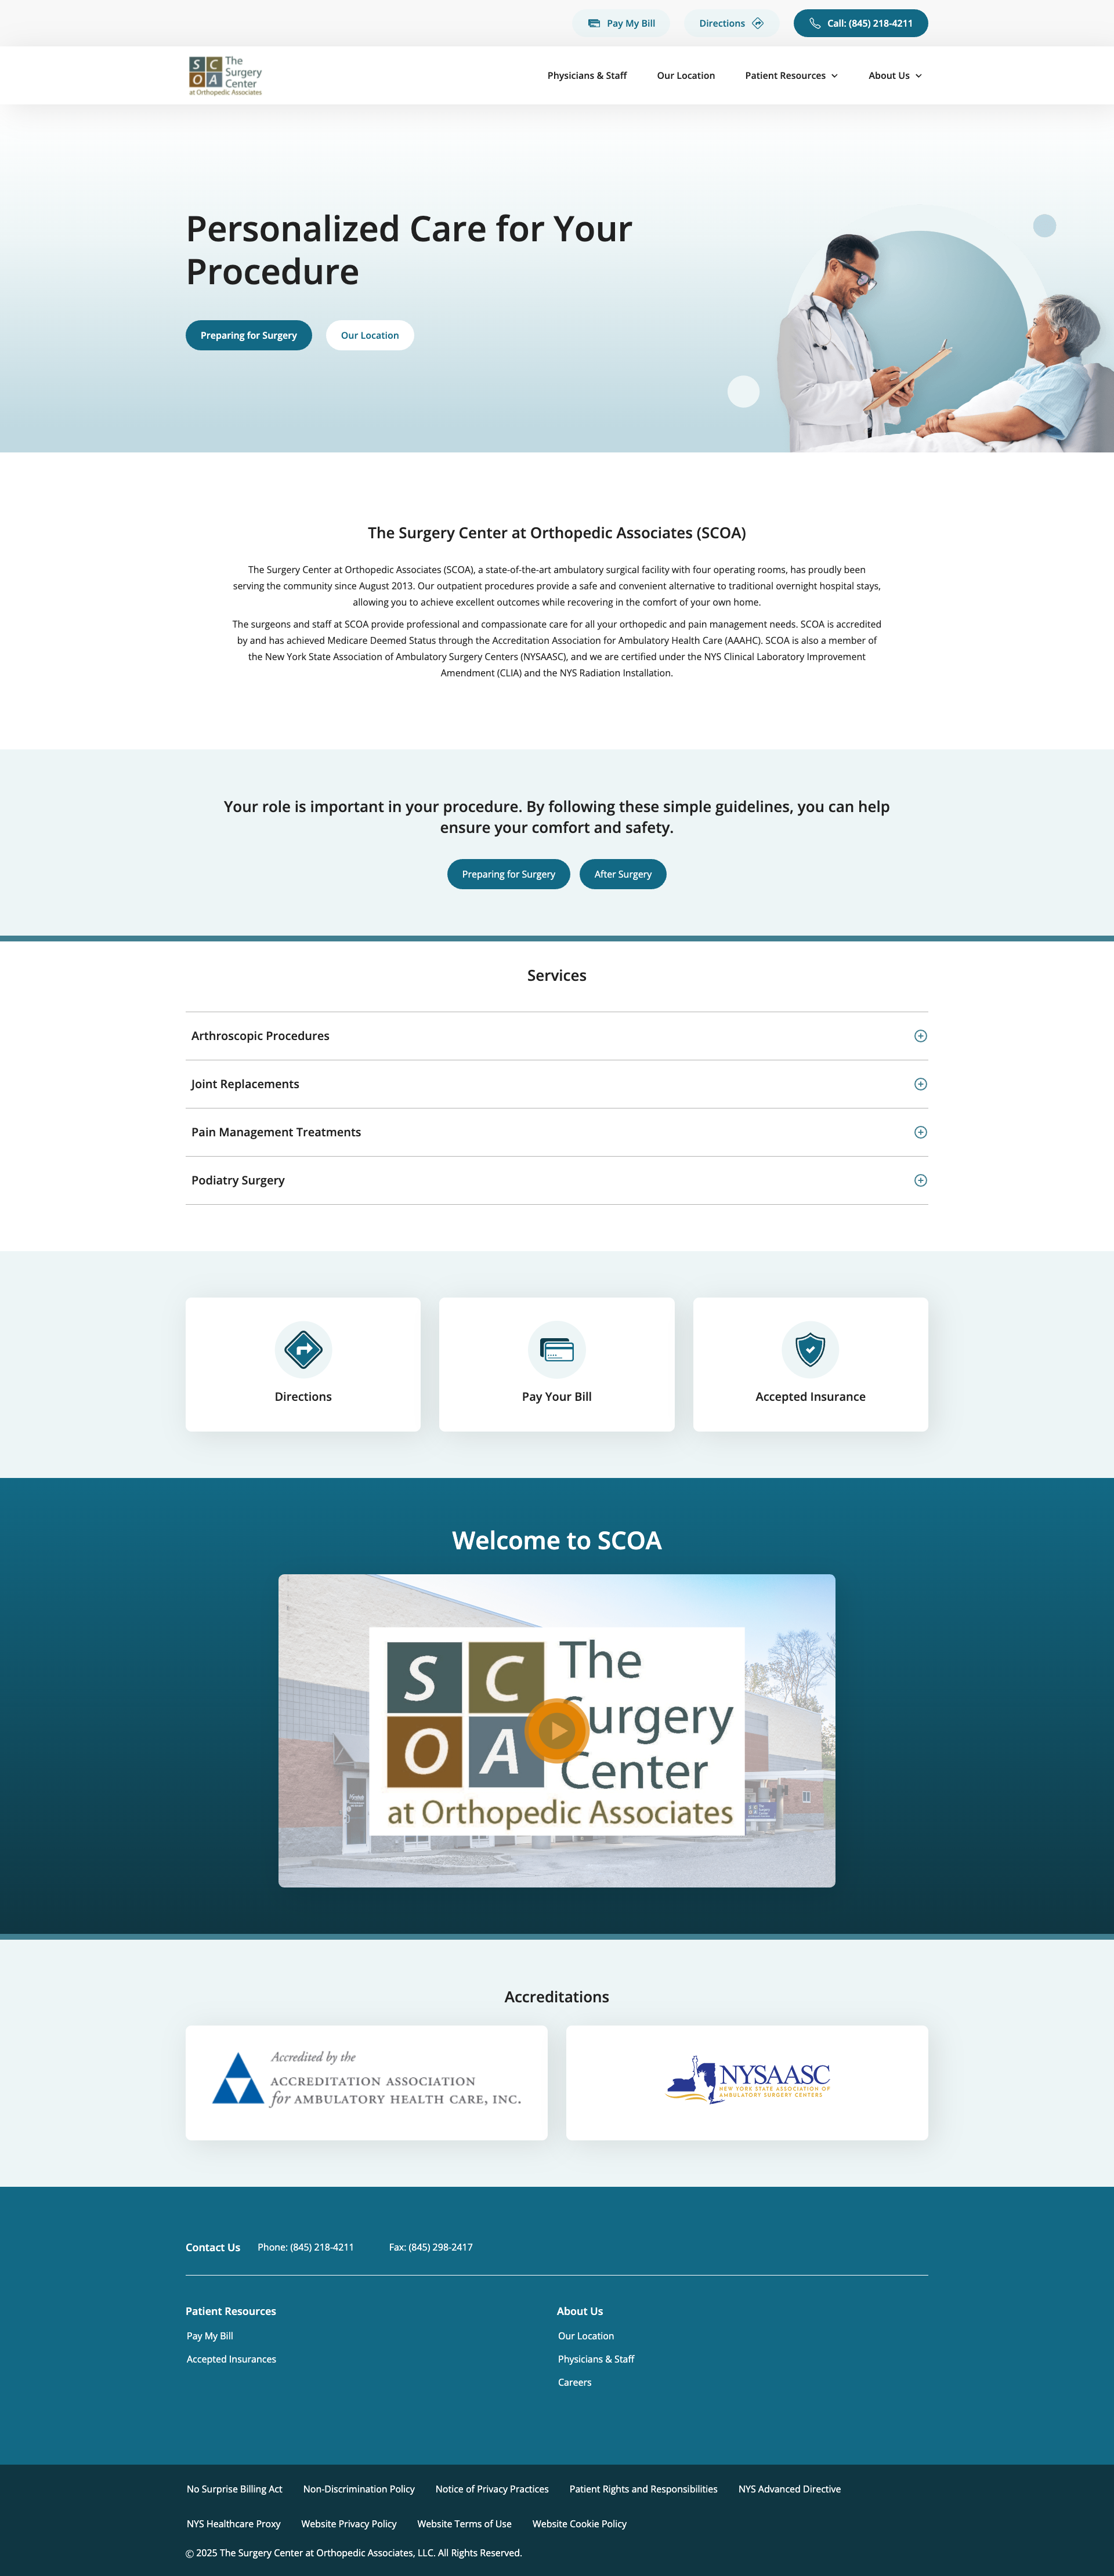 Pay My Bill
Directions
Call: (845) 218-4211
S C
O A
The
Surgery
Center
at Orthopedic Associates
Physicians & Staff
Our Location
Patient Resources
About Us
Personalized Care for Your
Procedure
Preparing for Surgery
Our Location
The Surgery Center at Orthopedic Associates (SCOA)
The Surgery Center at Orthopedic Associates (SCOA), a state-of-the-art ambulatory surgical facility with four operating rooms, has proudly been
serving the community since August 2013. Our outpatient procedures provide a safe and convenient alternative to traditional overnight hospital stays,
allowing you to achieve excellent outcomes while recovering in the comfort of your own home.
The surgeons and staff at SCOA provide professional and compassionate care for all your orthopedic and pain management needs. SCOA is accredited
by and has achieved Medicare Deemed Status through the Accreditation Association for Ambulatory Health Care (AAAHC). SCOA is also a member of
the New York State Association of Ambulatory Surgery Centers (NYSAASC), and we are certified under the NYS Clinical Laboratory Improvement
Amendment (CLIA) and the NYS Radiation Installation.
Your role is important in your procedure. By following these simple guidelines, you can help
ensure your comfort and safety.
Preparing for Surgery
After Surgery
Services
Arthroscopic Procedures
Joint Replacements
Pain Management Treatments
Podiatry Surgery
Directions
Pay Your Bill
Accepted Insurance
Welcome to SCOA
S C
O A
The
Surgery
Center
at Orthopedic Associates
Accreditations
Accredited by the
ACCREDITATION ASSOCIATION
for AMBULATORY HEALTH CARE, INC.
NYSAASC
NEW YORK STATE ASSOCIATION OF
AMBULATORY SURGERY CENTERS
Contact Us
Phone: (845) 218-4211
Fax: (845) 298-2417
Patient Resources
Pay My Bill
Accepted Insurances
About Us
Our Location
Physicians & Staff
Careers
No Surprise Billing Act
Non-Discrimination Policy
Notice of Privacy Practices
Patient Rights and Responsibilities
NYS Advanced Directive
NYS Healthcare Proxy
Website Privacy Policy
Website Terms of Use
Website Cookie Policy
© 2025 The Surgery Center at Orthopedic Associates, LLC. All Rights Reserved.